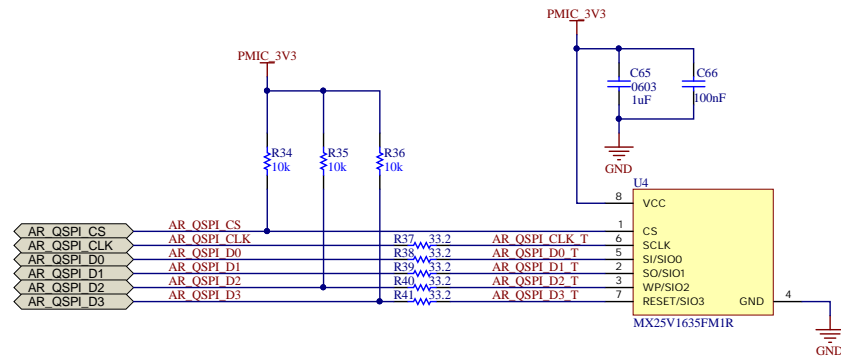 PMIC_3V3
PMIC_3V3
C65
0603
1uF
C66
100nF
R34
10k
R35
10k
R36
10k
GND
U4
8
VCC
AR_QSPI_CS
AR_QSPI_CS
1
CS
AR_QSPI_CLK
AR_QSPI_CLK
R37
33.2
AR_QSPI_CLK_T
6
SCLK
AR_QSPI_D0
AR_QSPI_D0
R38
33.2
AR_QSPI_D0_T
5
SI/SIO0
AR_QSPI_D1
AR_QSPI_D1
R39
33.2
AR_QSPI_D1_T
2
SO/SIO1
AR_QSPI_D2
AR_QSPI_D2
R40
33.2
AR_QSPI_D2_T
3
WP/SIO2
AR_QSPI_D3
AR_QSPI_D3
R41
33.2
AR_QSPI_D3_T
7
RESET/SIO3
GND
4
MX25V1635FM1R
GND